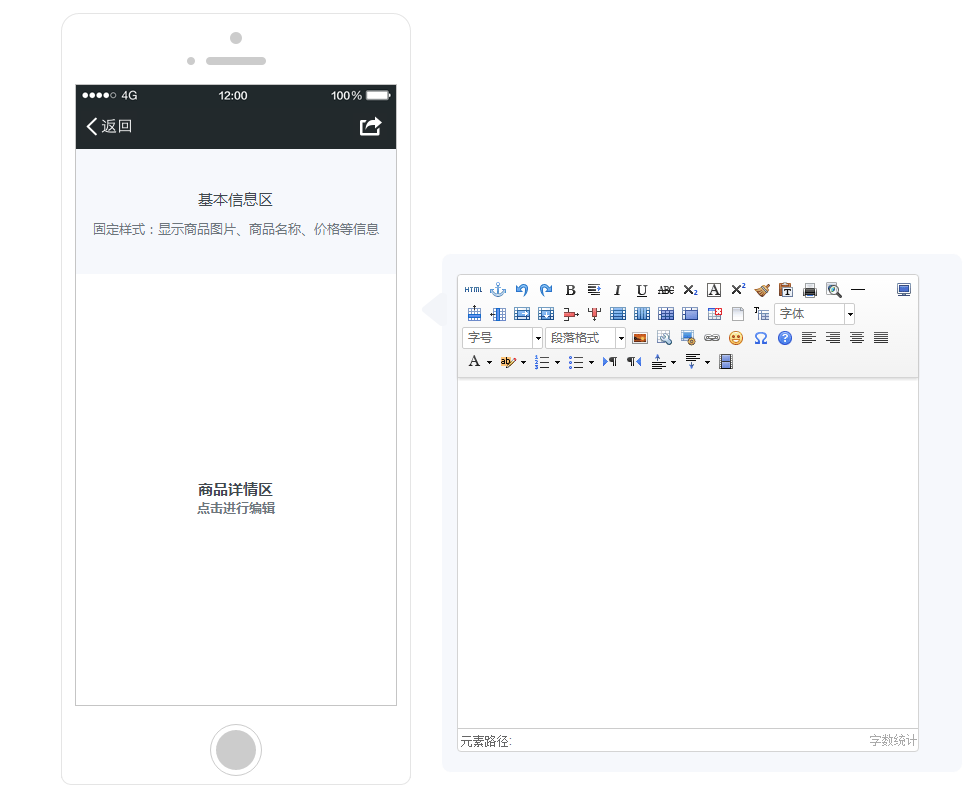 4G 12:00 100%
返回
基本信息区
固定样式：显示商品图片、商品名称、价格等信息
商品详情区
点击进行编辑
HTML B I U ABC X₂ A X² T
T 字体
字号 段落格式 Ω ?
A ab
元素路径: 字数统计